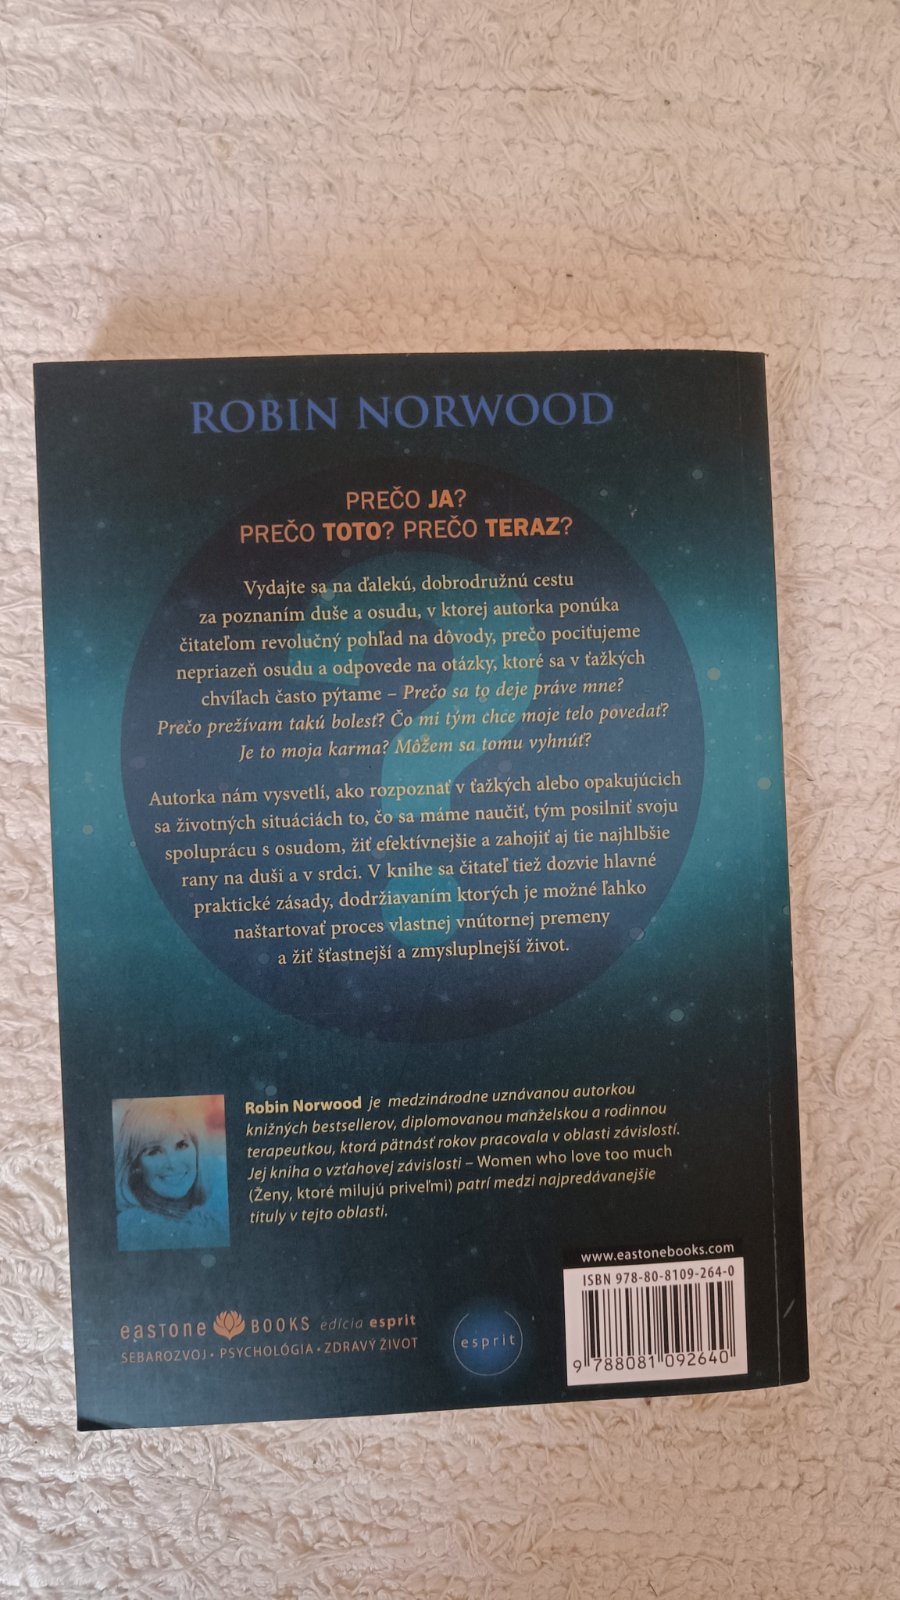 ROBIN NORWOOD
PREČO JA?
PREČO TOTO? PREČO TERAZ?
Vydajte sa na ďalekú, dobrodružnú cestu
za poznaním duše a osudu, v ktorej autorka ponúka
čitateľom revolučný pohľad na dôvody, prečo pociťujeme
nepriazeň osudu a odpovede na otázky, ktoré sa v ťažkých
chvíľach často pýtame – Prečo sa to deje práve mne?
Prečo prežívam takú bolesť? Čo mi tým chce moje telo povedať?
Je to moja karma? Môžem sa tomu vyhnúť?
Autorka nám vysvetlí, ako rozpoznať v ťažkých alebo opakujúcich
sa životných situáciách to, čo sa máme naučiť, tým posilniť svoju
spoluprácu s osudom, žiť efektívnejšie a zahojiť aj tie najhlbšie
rany na duši a v srdci. V knihe sa čitateľ tiež dozvie hlavné
praktické zásady, dodržiavaním ktorých je možné ľahko
naštartovať proces vlastnej vnútornej premeny
a žiť šťastnejší a zmysluplnejší život.
Robin Norwood je medzinárodne uznávanou autorkou
knižných bestsellerov, diplomovanou manželskou a rodinnou
terapeutkou, ktorá pätnásť rokov pracovala v oblasti závislostí.
Jej kniha o vzťahovej závislosti – Women who love too much
(Ženy, ktoré milujú priveľmi) patrí medzi najpredávanejšie
tituly v tejto oblasti.
www.eastonebooks.com
ISBN 978-80-8109-264-0
9 788081 092640
eastone BOOKS edícia esprit
SEBAROZVOJ • PSYCHOLÓGIA • ZDRAVÝ ŽIVOT
esprit